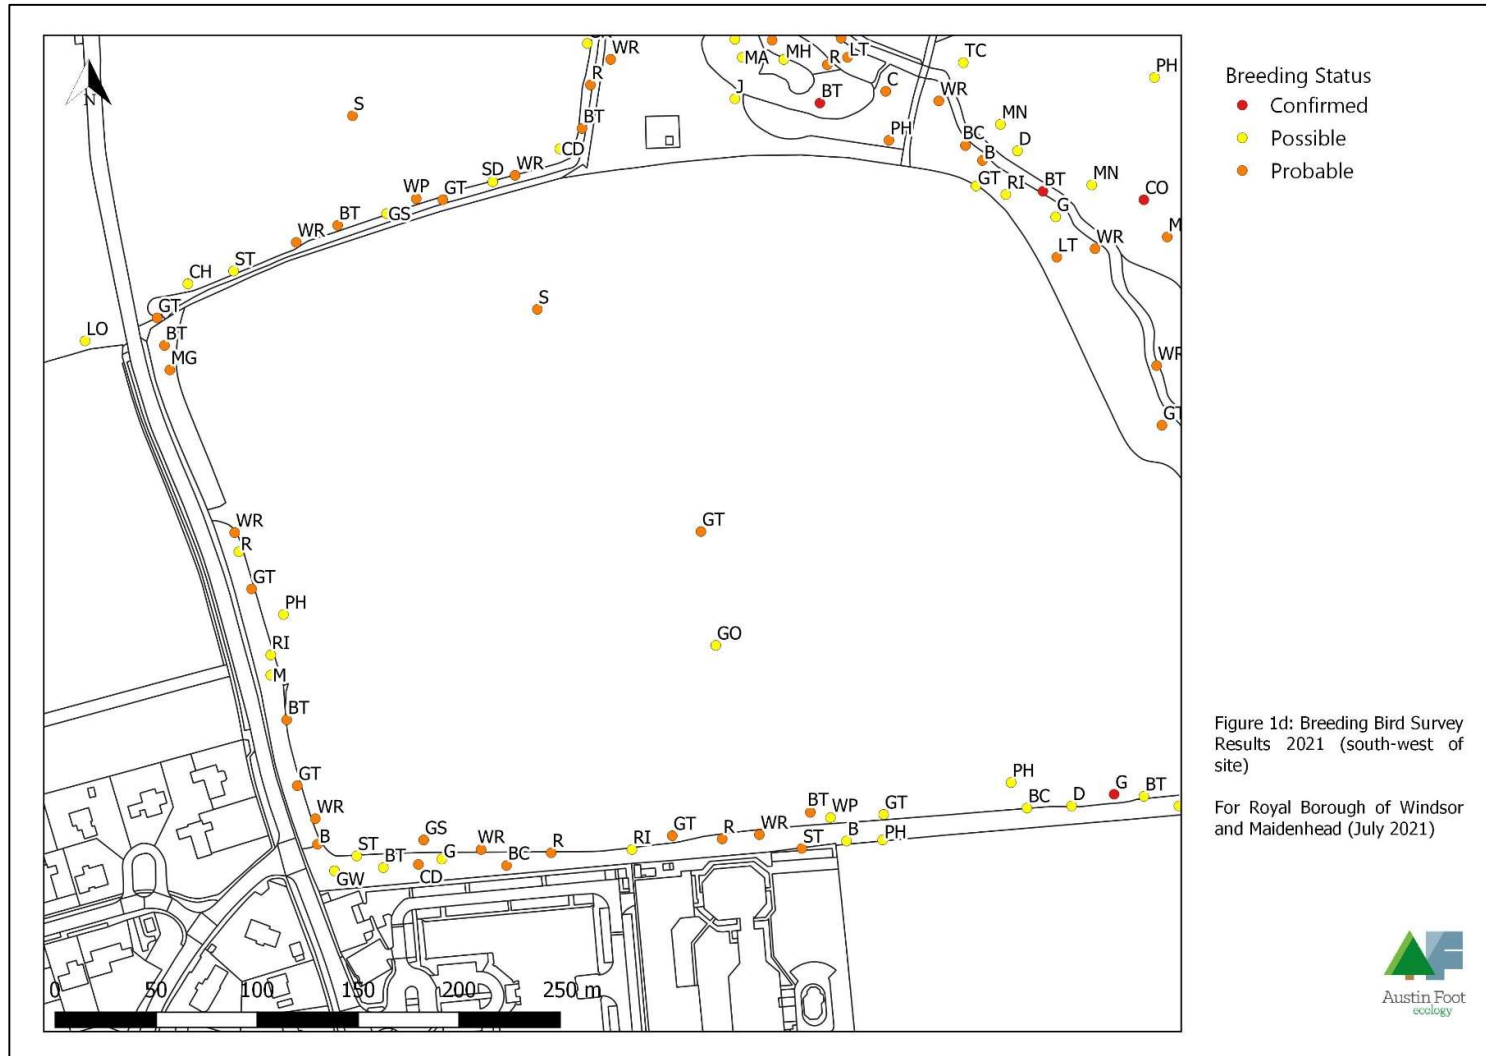 WR
MA
MH
R
LT
TC
PH
R
J
BT
C
WR
S
BT
MN
PH
BC
D
B
CD
SD
WR
GT
RI
BT
MN
CO
WP
GT
GS
G
BT
M
WR
WR
LT
ST
CH
S
GT
LO
BT
MG
WR
GT
WR
GT
R
GT
PH
GO
RI
M
BT
GT
PH
G
BT
BC
D
WR
BT
WP
GT
B
GS
WR
R
RI
GT
R
WR
ST
B
PH
ST
BT
G
BC
GW
CD
0 50 100 150 200 250 m
N
Breeding Status
Confirmed
Possible
Probable
Figure 1d: Breeding Bird Survey
Results 2021 (south-west of
site)
For Royal Borough of Windsor
and Maidenhead (July 2021)
Austin Foot
ecology